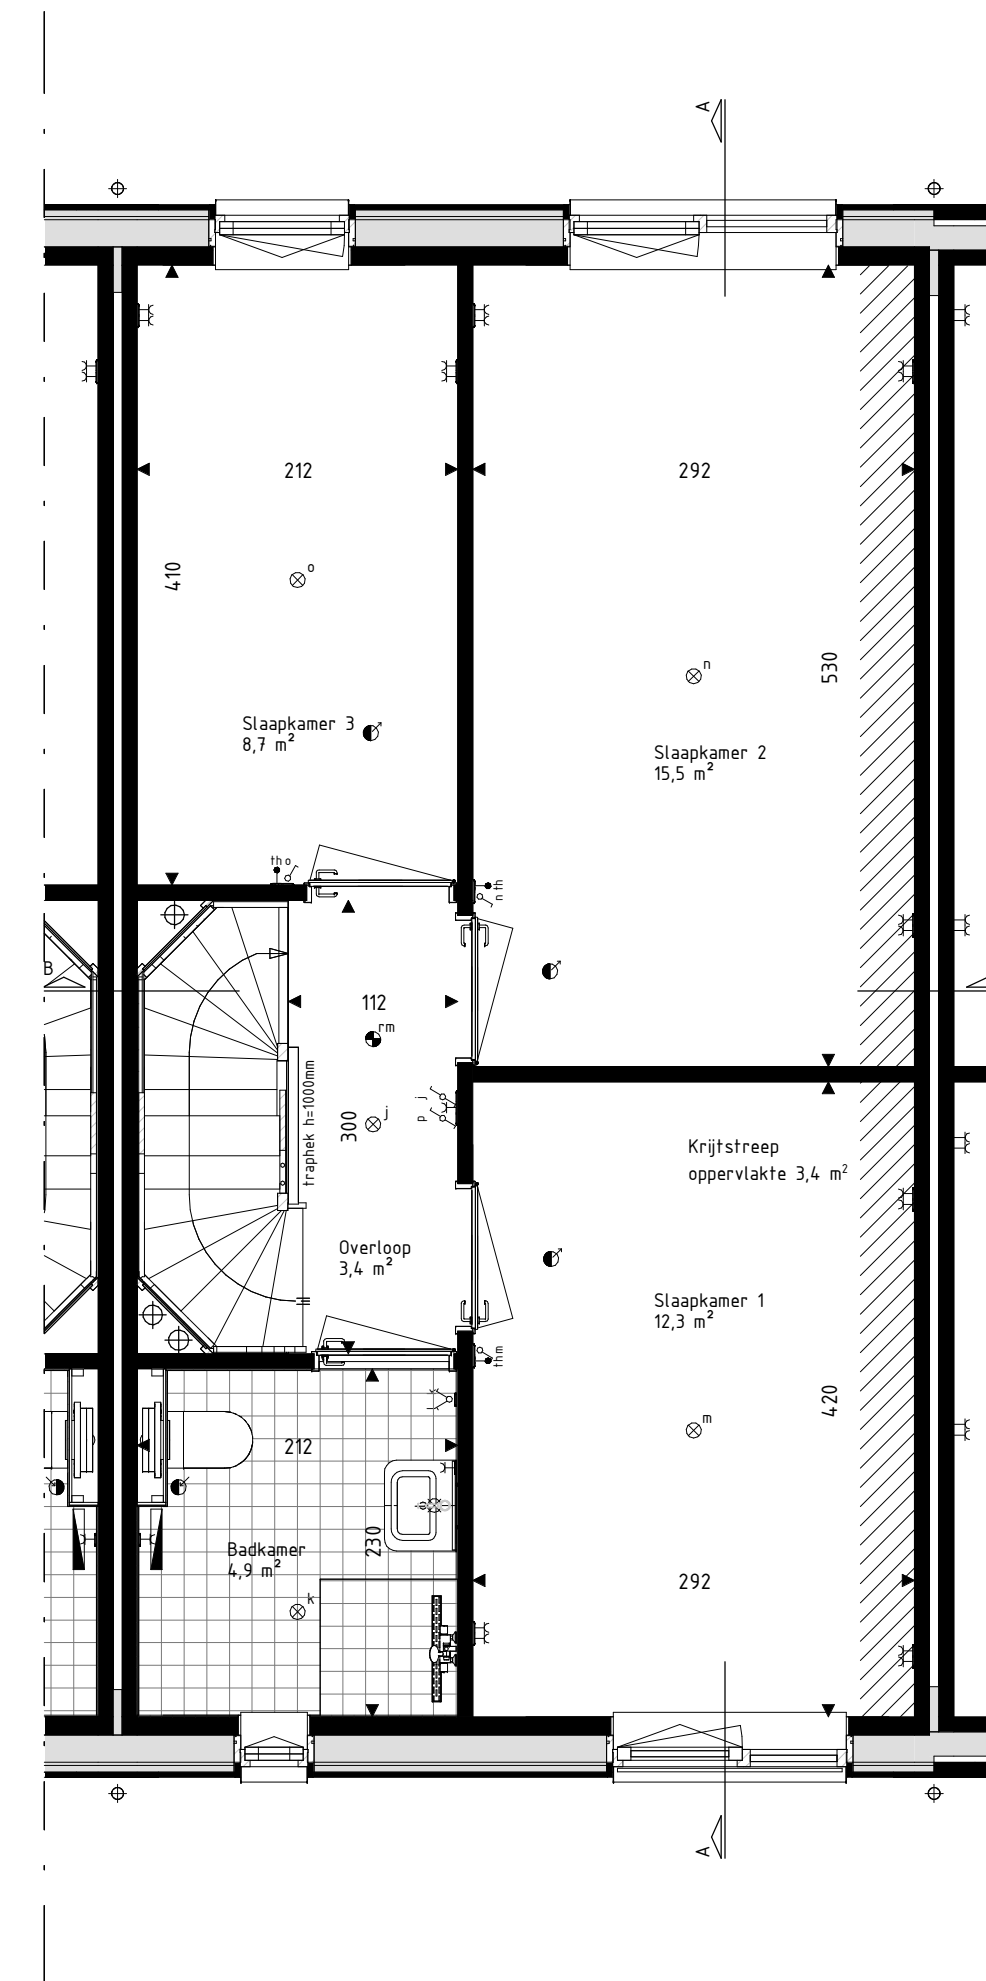 A
212
292
410
o
530
n
Slaapkamer 3
8,7 m²
Slaapkamer 2
15,5 m²
th o
th
n
B
112
rm
j
p
j
300
traphek h=1000mm
Krijtstreep
oppervlakte 3,4 m²
Overloop
3,4 m²
Slaapkamer 1
12,3 m²
thm
420
m
212
230
Badkamer
4,9 m²
k
292
A